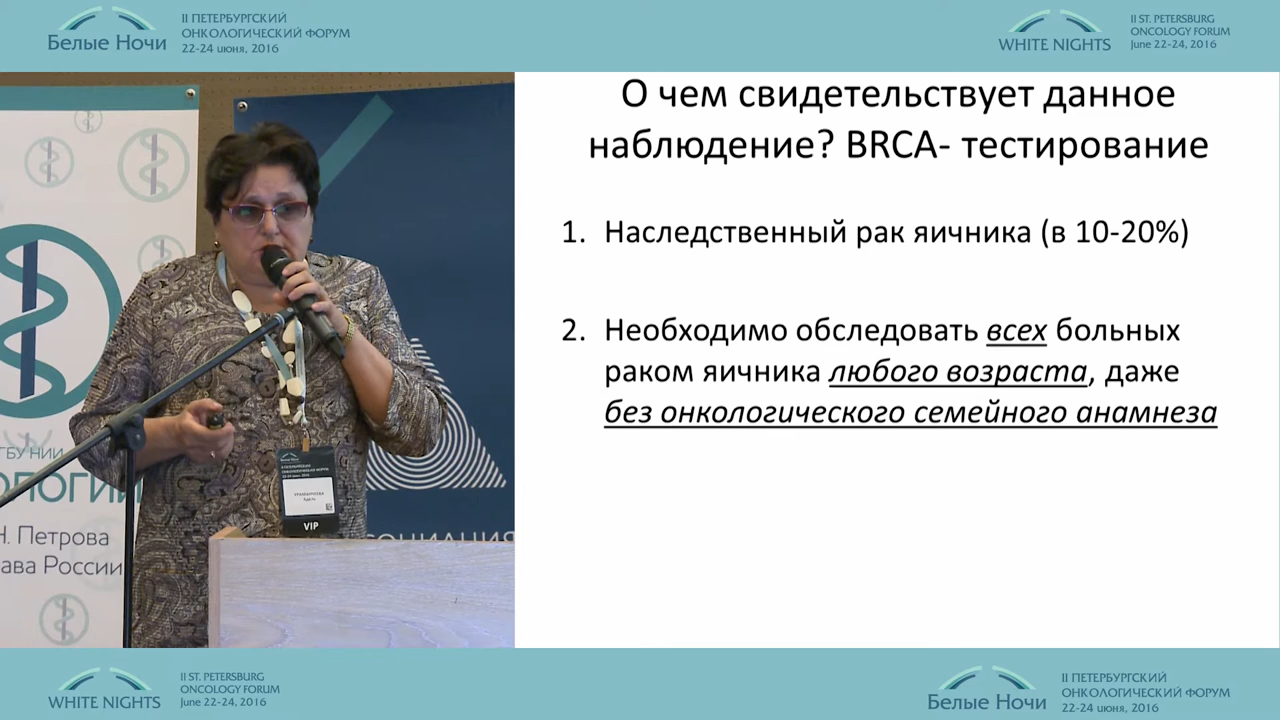 Белые Ночи
II ПЕТЕРБУРГСКИЙ
ОНКОЛОГИЧЕСКИЙ ФОРУМ
22-24 июня, 2016
WHITE NIGHTS
II ST. PETERSBURG
ONCOLOGY FORUM
June 22-24, 2016
О чем свидетельствует данное
наблюдение? BRCA- тестирование
1. Наследственный рак яичника (в 10-20%)
2. Необходимо обследовать всех больных
раком яичника любого возраста, даже
без онкологического семейного анамнеза
ГБУ НИИ
ОЛОГИИ
Н. Петрова
ава России
VIP
СОЦИАЦИЯ
WHITE NIGHTS
II ST. PETERSBURG
ONCOLOGY FORUM
June 22-24, 2016
Белые Ночи
II ПЕТЕРБУРГСКИЙ
ОНКОЛОГИЧЕСКИЙ ФОРУМ
22-24 июня, 2016